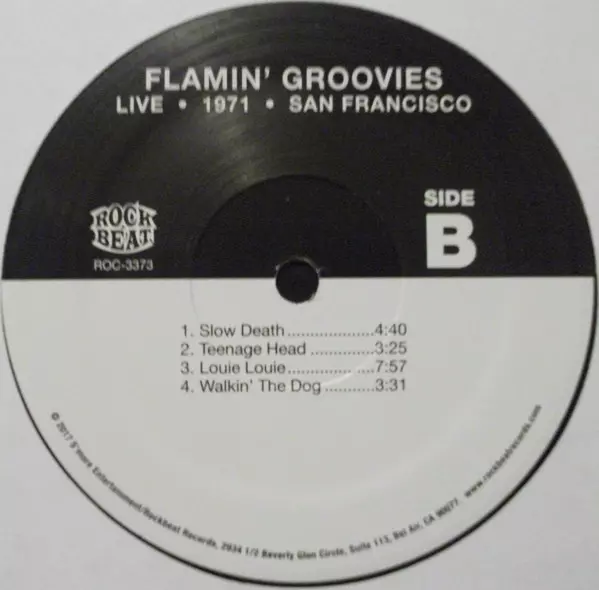 FLAMIN' GROOVIES
LIVE • 1971 • SAN FRANCISCO
SIDE
B
ROCK
BEAT
ROC-3373
1. Slow Death....................4:40
2. Teenage Head ...............3:25
3. Louie Louie....................7:57
4. Walkin' The Dog ...........3:31
© 2017 S'more Entertainment/Rockbeat Records, 2934 1/2 Beverly Glen Circle, Suite 113, Bel Air, CA 90077. www.rockbeatrecords.com